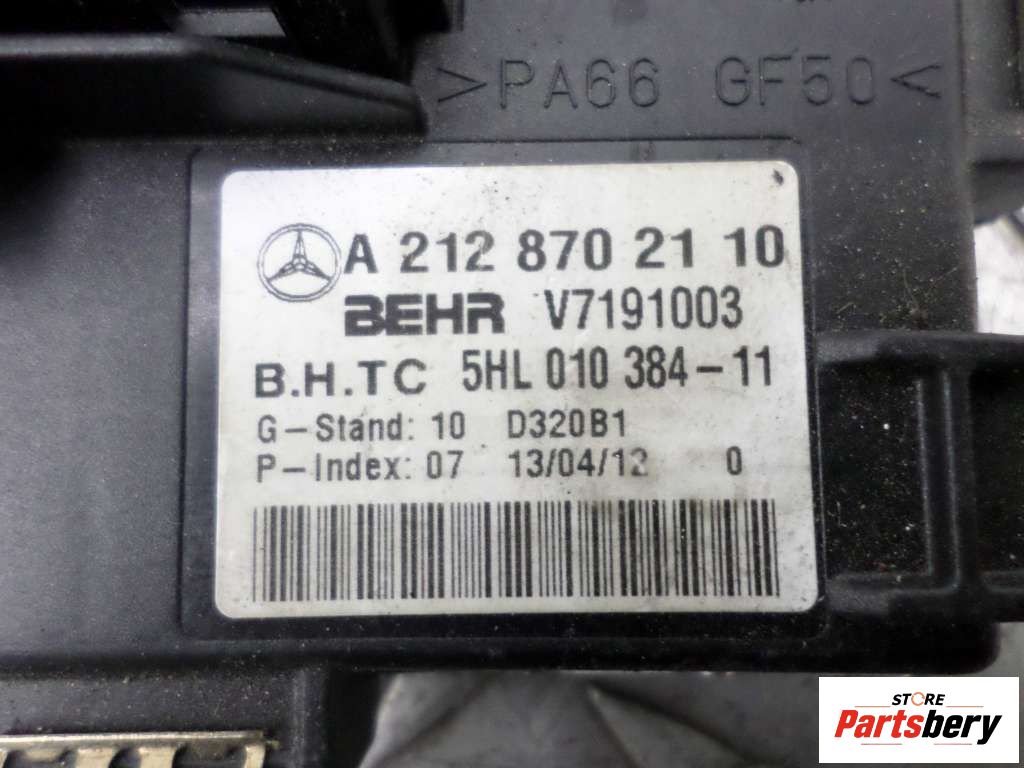 >PA66 GF50<
A 212 870 21 10
BEHR V7191003
B.H.TC 5HL 010 384-11
G-Stand: 10 D320B1
P-Index: 07 13/04/12 0
STORE
Partsbery